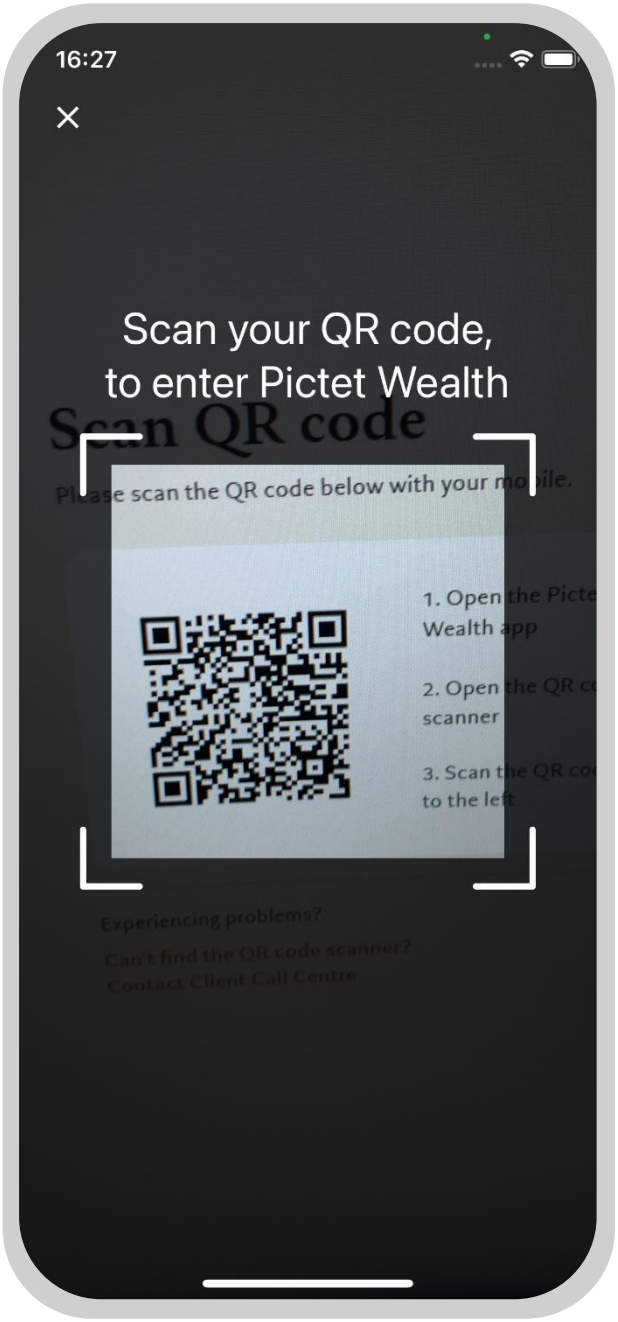 16:27
Scan your QR code,
to enter Pictet Wealth
Scan QR code
Please scan the QR code below with your mobile.
1. Open the Picte
Wealth app
2. Open the QR co
scanner
3. Scan the QR cod
to the left
Experiencing problems?
Can't find the QR code scanner?
Contact Client Call Centre